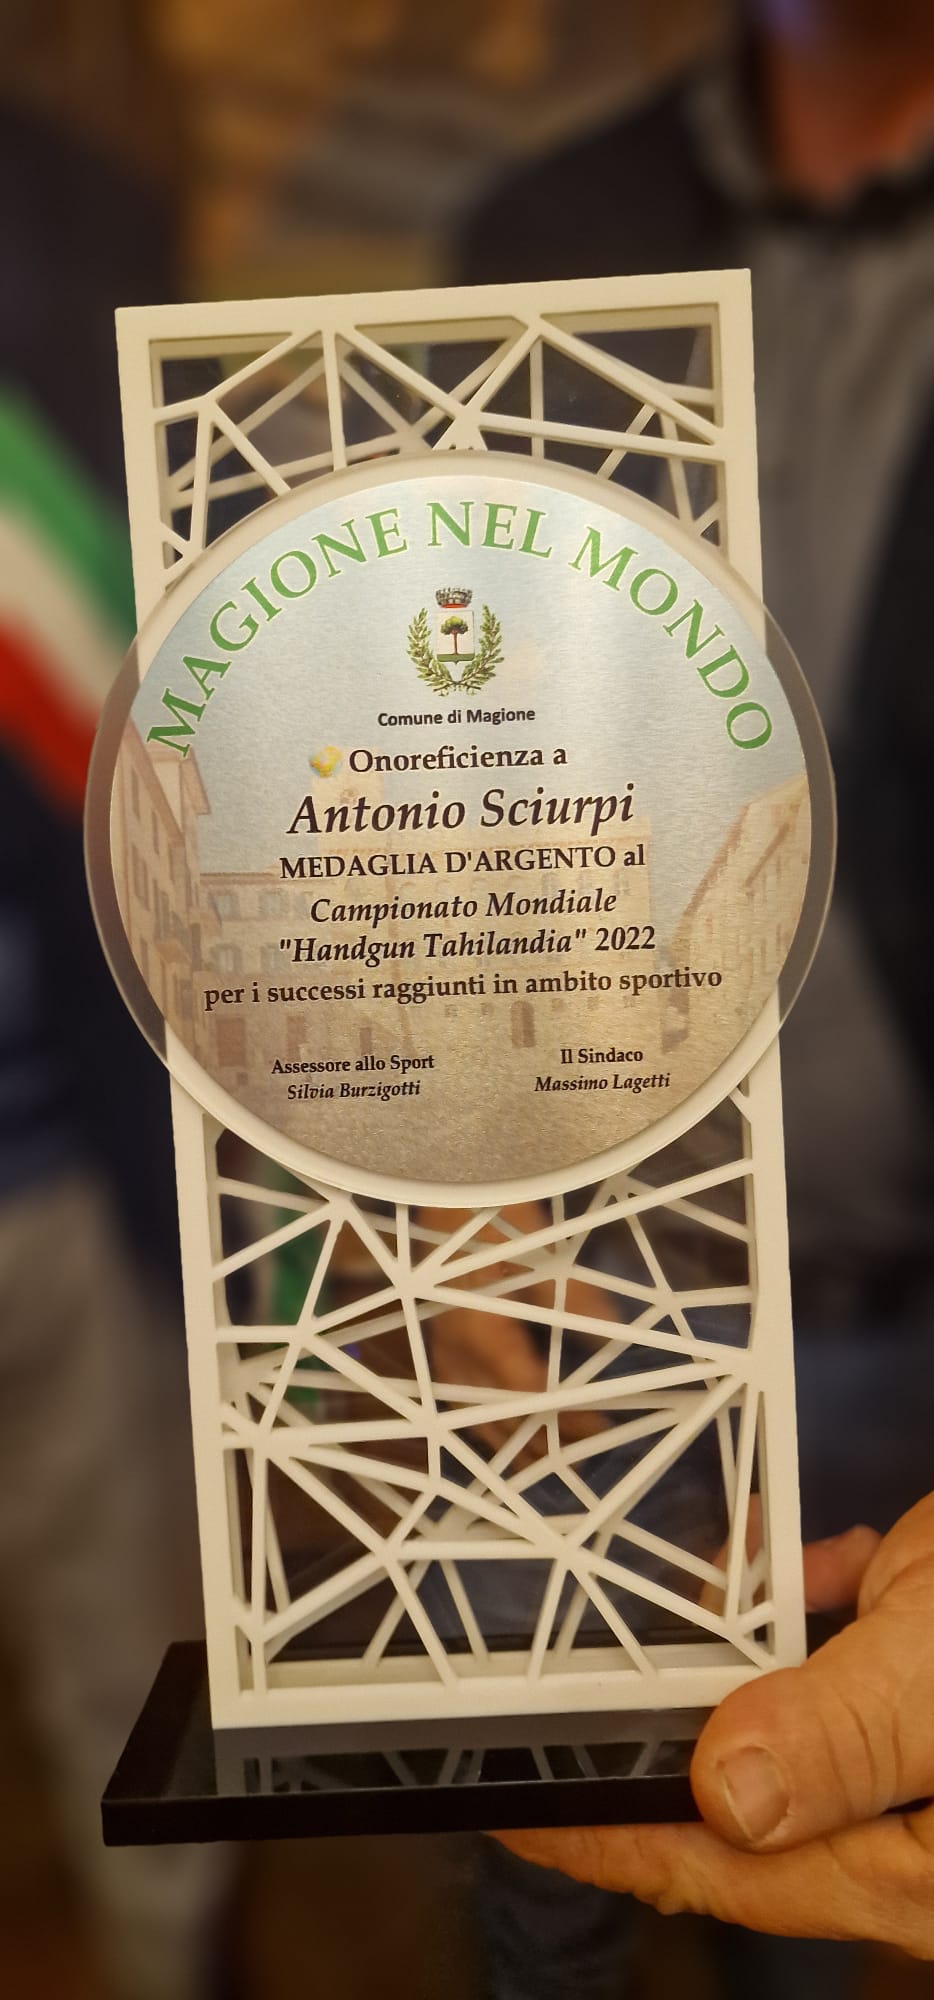 MAGIONE NEL MONDO
Comune di Magione
Onoreficienza a
Antonio Sciurpi
MEDAGLIA D'ARGENTO al
Campionato Mondiale
"Handgun Tahilandia" 2022
per i successi raggiunti in ambito sportivo
Assessore allo Sport
Silvia Burzigotti
Il Sindaco
Massimo Lagetti